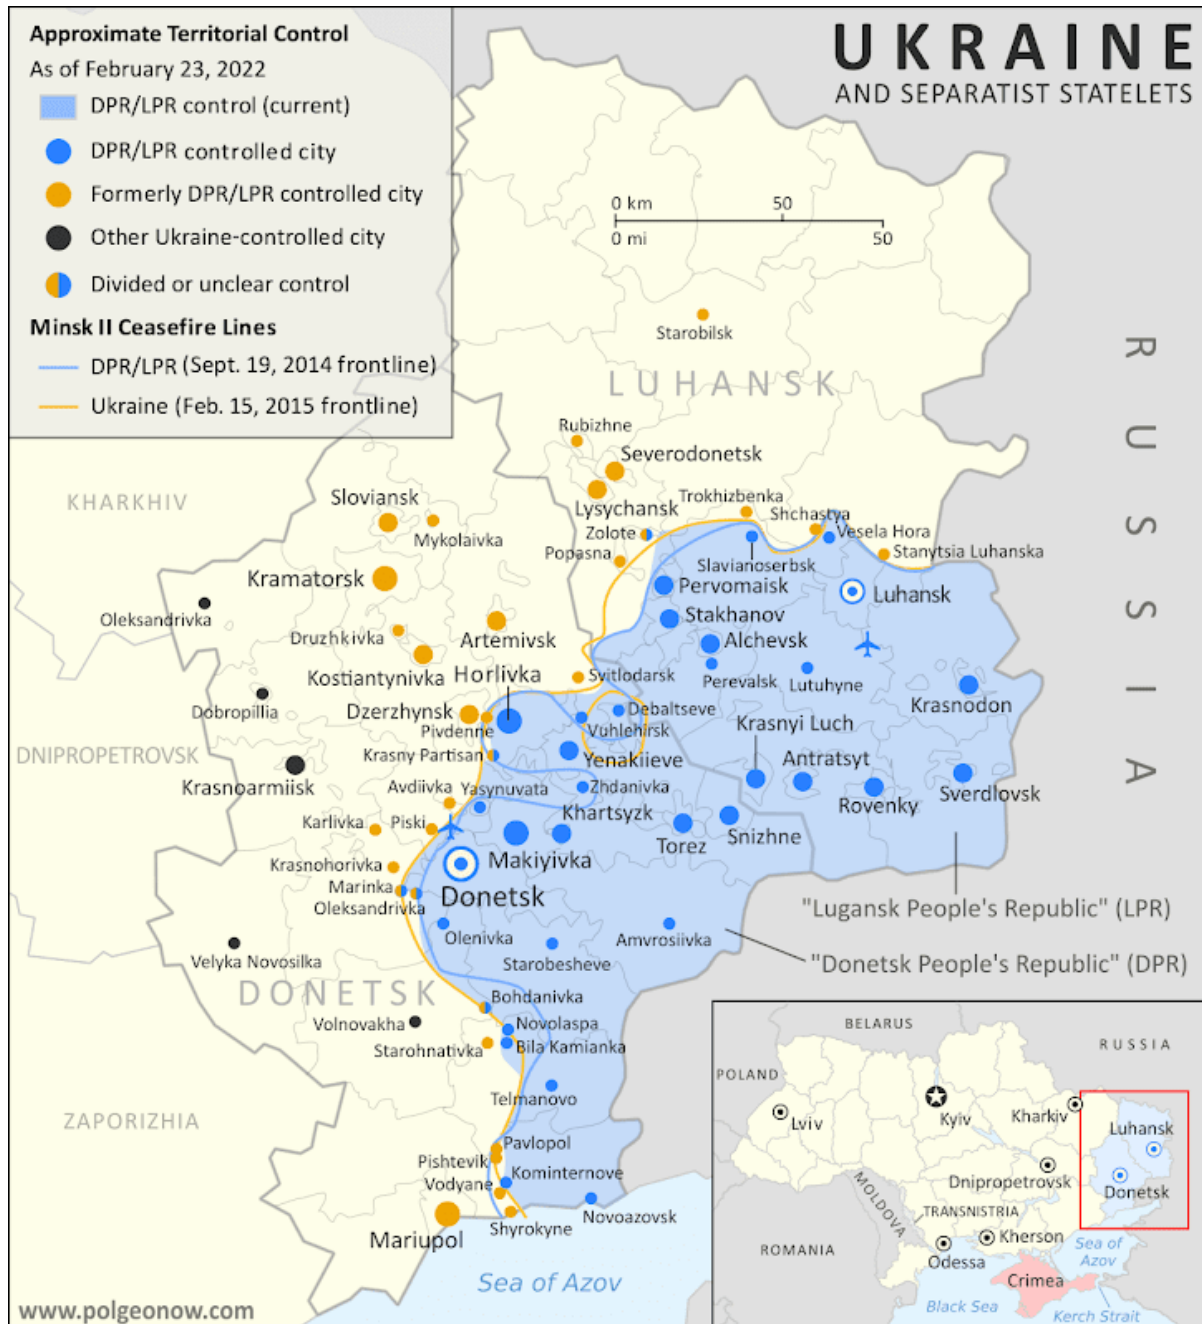 Approximate Territorial Control
As of February 23, 2022
DPR/LPR control (current)
DPR/LPR controlled city
Formerly DPR/LPR controlled city
Other Ukraine-controlled city
Divided or unclear control
Minsk II Ceasefire Lines
DPR/LPR (Sept. 19, 2014 frontline)
Ukraine (Feb. 15, 2015 frontline)
UKRAINE
AND SEPARATIST STATELETS
0 km 50
0 mi 50
Starobilsk
LUHANSK
RUSSIA
Rubizhne
Severodonetsk
KHARKHIV
Sloviansk
Lysychansk
Trokhizbenka
Shchastya
Mykolaivka
Zolote
Vesela Hora
Popasna
Stanytsia Luhanska
Slavianoserbsk
Kramatorsk
Pervomaisk
Luhansk
Oleksandrivka
Stakhanov
Druzhkivka
Artemivsk
Alchevsk
Kostiantynivka
Horlivka
Svitlodarsk
Perevalsk
Lutuhyne
Krasnodon
Dobropillia
Dzerzhynsk
Debaltseve
Krasnyi Luch
Pivdenne
Vuhlehirsk
DNIPROPETROVSK
Krasny Partisan
Yenakiieve
Antratsyt
Krasnoarmiisk
Avdiivka
Yasynuvata
Zhdanivka
Sverdlovsk
Rovenky
Karlivka
Piski
Khartsyzk
Snizhne
Torez
Krasnohorivka
Makiyivka
Marinka
Donetsk
Oleksandrivka
"Lugansk People's Republic" (LPR)
Olenivka
Amvrosiivka
Velyka Novosilka
Starobesheve
"Donetsk People's Republic" (DPR)
DONETSK
Bohdanivka
Volnovakha
Novolaspa
Starohnativka
Bila Kamianka
Telmanovo
ZAPORIZHIA
Pavlopol
Pishtevik
Kominternove
Vodyane
Novoazovsk
Shyrokyne
Mariupol
Sea of Azov
www.polgeonow.com
BELARUS
RUSSIA
POLAND
Lviv
Kyiv
Kharkiv
Luhansk
Dnipropetrovsk
Donetsk
MOLDOVA
TRANSNISTRIA
ROMANIA
Kherson
Odessa
Sea of
Azov
Crimea
Black Sea
Kerch Strait